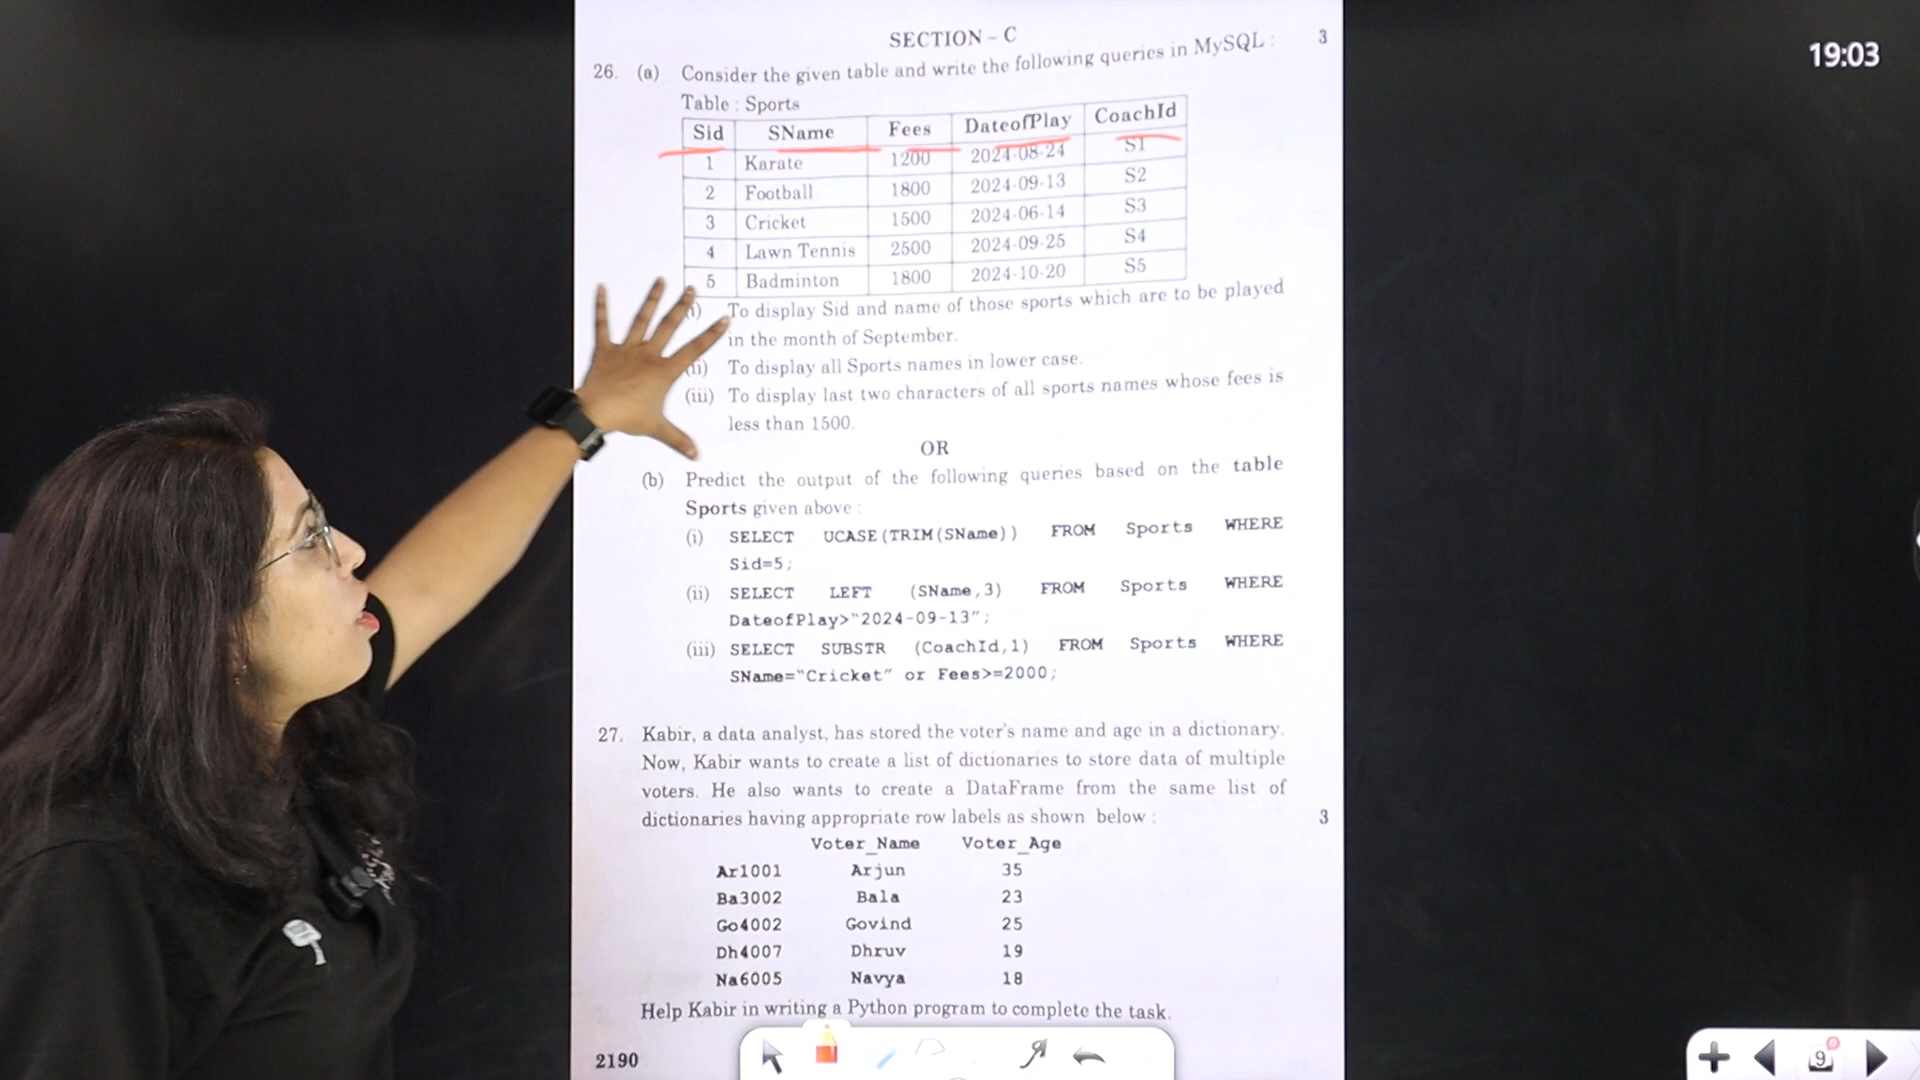 SECTION – C
19:03
26. (a) Consider the given table and write the following queries in MySQL : 3
Table : Sports
Sid SName Fees DateofPlay CoachId
1 Karate 1200 2024-08-24 S1
2 Football 1800 2024-09-13 S2
3 Cricket 1500 2024-06-14 S3
4 Lawn Tennis 2500 2024-09-25 S4
5 Badminton 1800 2024-10-20 S5
To display Sid and name of those sports which are to be played
in the month of September.
(ii) To display all Sports names in lower case.
(iii) To display last two characters of all sports names whose fees is
less than 1500.
OR
(b) Predict the output of the following queries based on the table
Sports given above :
(i) SELECT UCASE(TRIM(SName)) FROM Sports WHERE
Sid=5;
(ii) SELECT LEFT (SName,3) FROM Sports WHERE
DateofPlay>"2024-09-13";
(iii) SELECT SUBSTR (CoachId,1) FROM Sports WHERE
SName="Cricket" or Fees>=2000;
27. Kabir, a data analyst, has stored the voter's name and age in a dictionary.
Now, Kabir wants to create a list of dictionaries to store data of multiple
voters. He also wants to create a DataFrame from the same list of
dictionaries having appropriate row labels as shown below : 3
Voter_Name Voter_Age
Ar1001 Arjun 35
Ba3002 Bala 23
Go4002 Govind 25
Dh4007 Dhruv 19
Na6005 Navya 18
Help Kabir in writing a Python program to complete the task.
2190
9